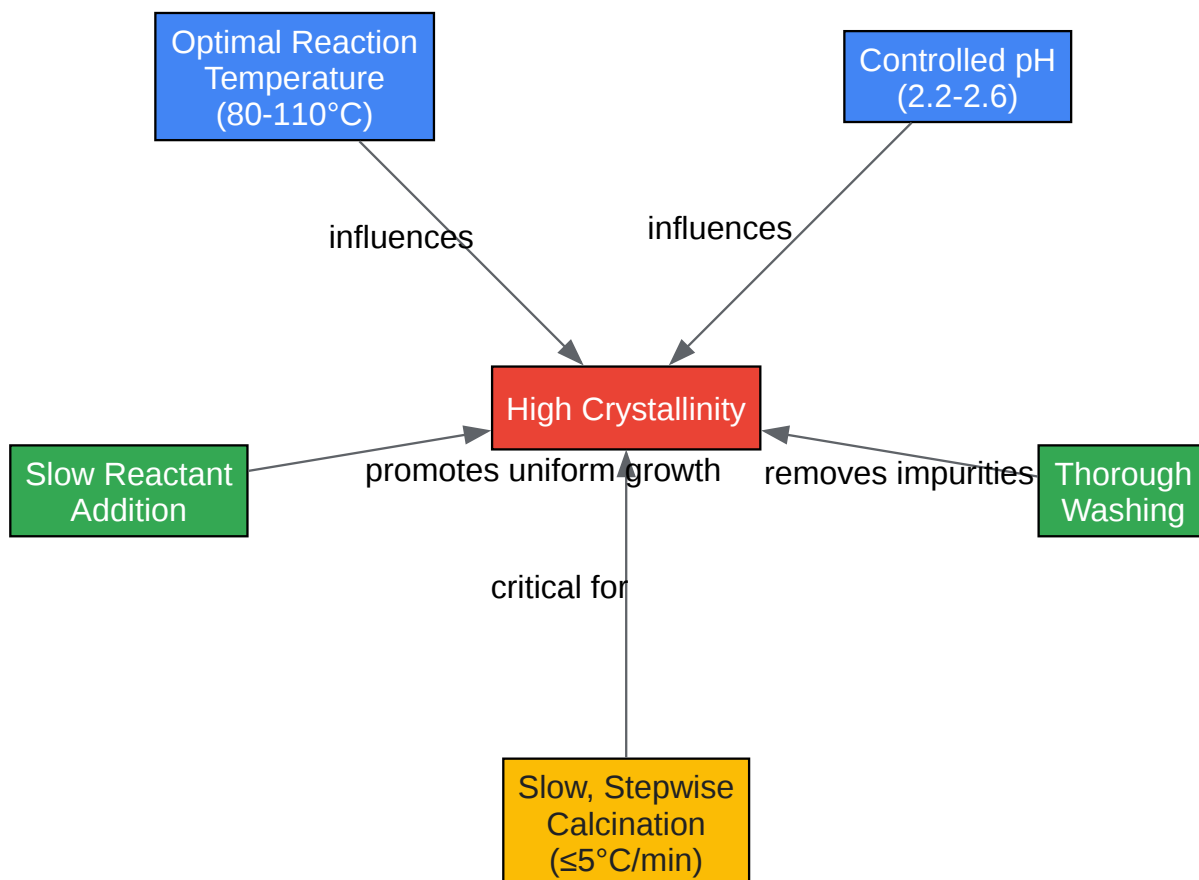 Optimal Reaction
Temperature
(80-110°C)
Controlled pH
(2.2-2.6)
influences
influences
High Crystallinity
Slow Reactant
Addition
promotes uniform growth
removes impurities
Thorough
Washing
critical for
Slow, Stepwise
Calcination
(≤5°C/min)